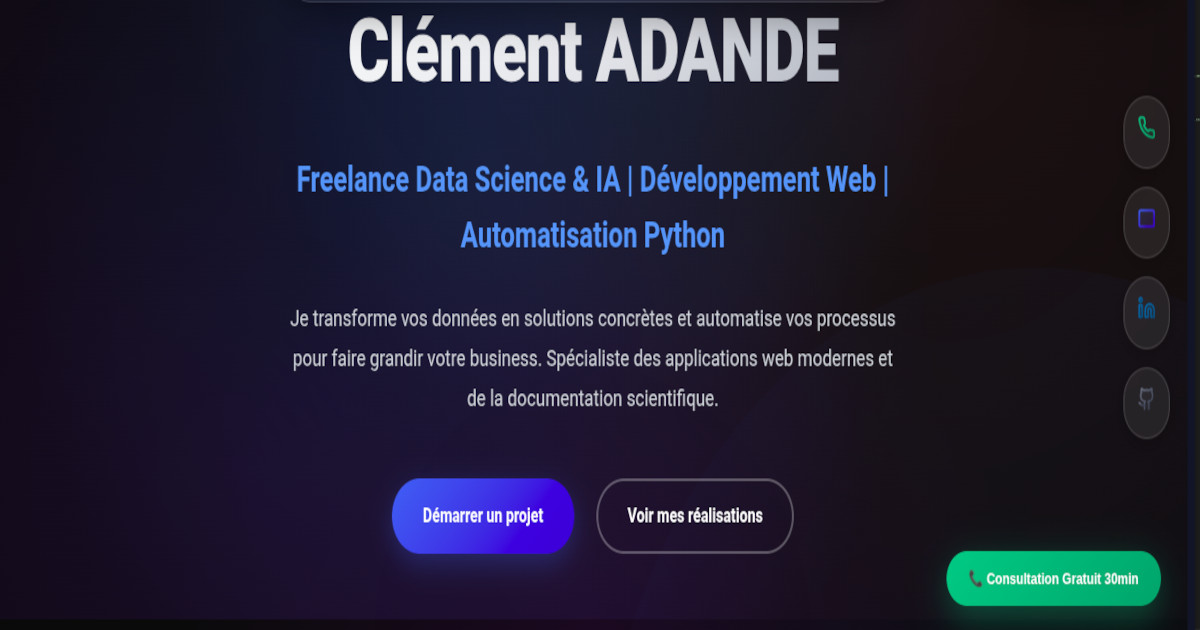 Clément ADANDE
Freelance Data Science & IA | Développement Web |
Automatisation Python
Je transforme vos données en solutions concrètes et automatise vos processus
pour faire grandir votre business. Spécialiste des applications web modernes et
de la documentation scientifique.
Démarrer un projet
Voir mes réalisations
Consultation Gratuit 30min